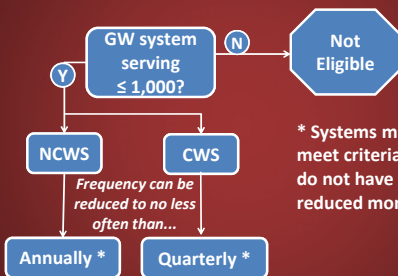 GW system
serving
≤ 1,000?
N
Not
Eligible
Y
NCWS
CWS
Frequency can be
reduced to no less
often than...
Annually *
Quarterly *
* Systems
meet criteria
do not have
reduced